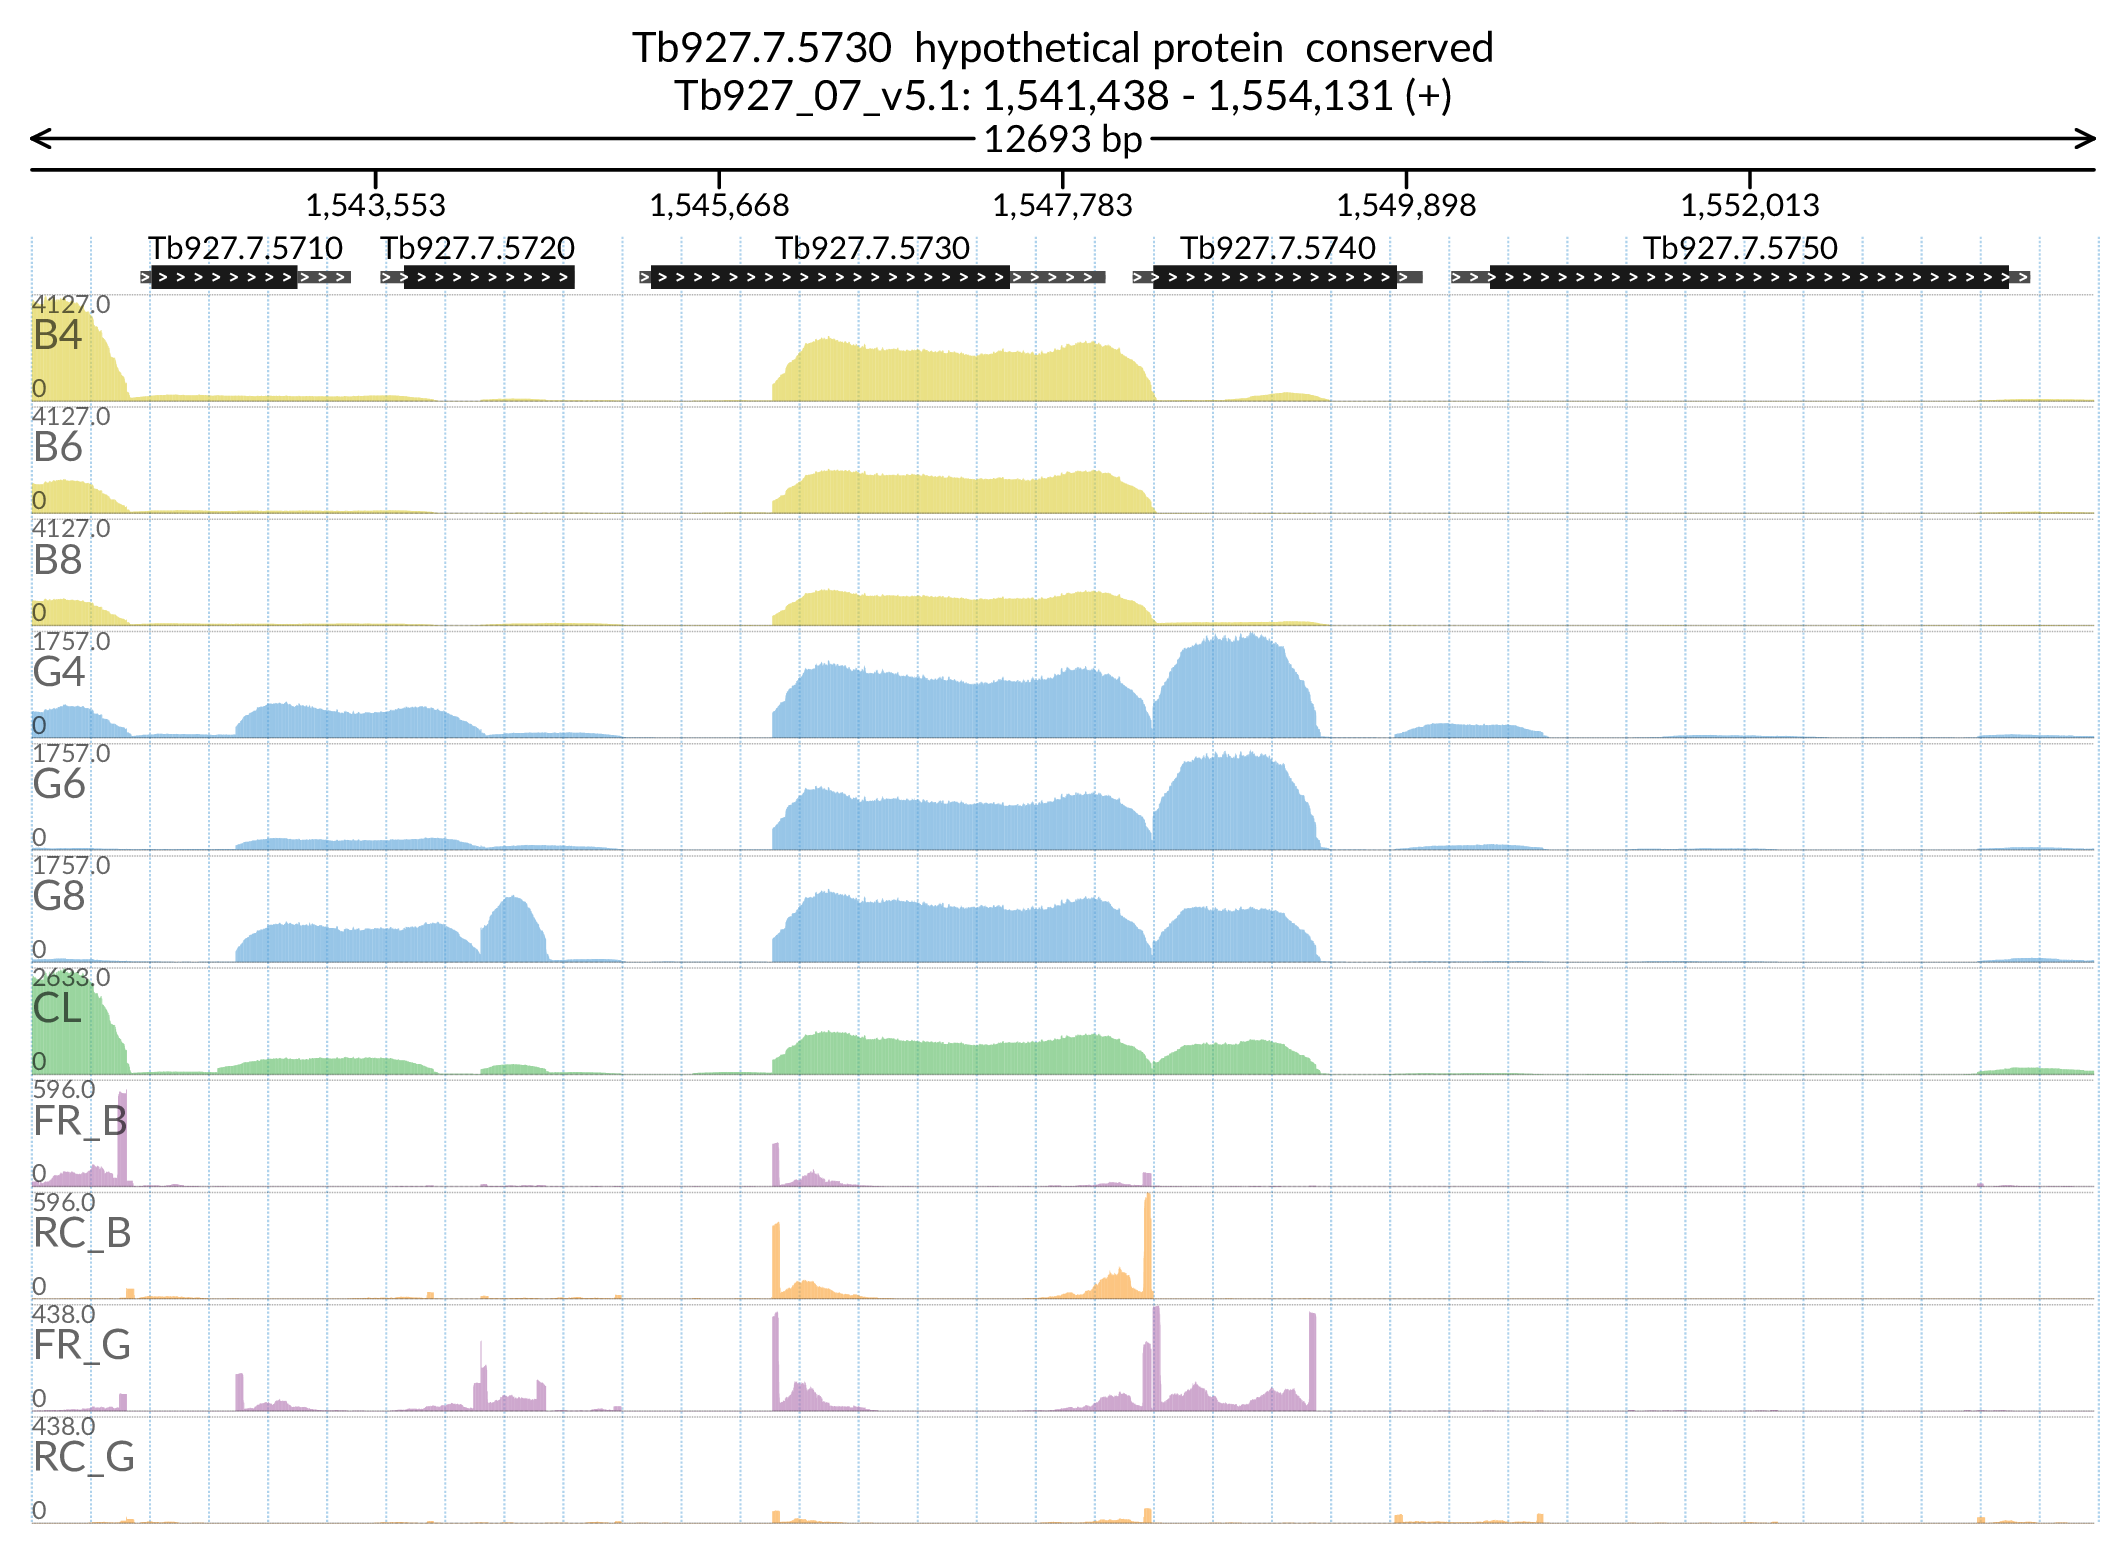 Tb927.7.5730 hypothetical protein conserved
Tb927_07_v5.1: 1,541,438 - 1,554,131 (+)
12693 bp
1,543,553 1,545,668 1,547,783 1,549,898 1,552,013
Tb927.7.5710 Tb927.7.5720 Tb927.7.5730 Tb927.7.5740 Tb927.7.5750
4127.0
B4
0
4127.0
B6
0
4127.0
B8
0
1757.0
G4
0
1757.0
G6
0
1757.0
G8
0
2633.0
CL
0
596.0
FR_B
0
596.0
RC_B
0
438.0
FR_G
0
438.0
RC_G
0